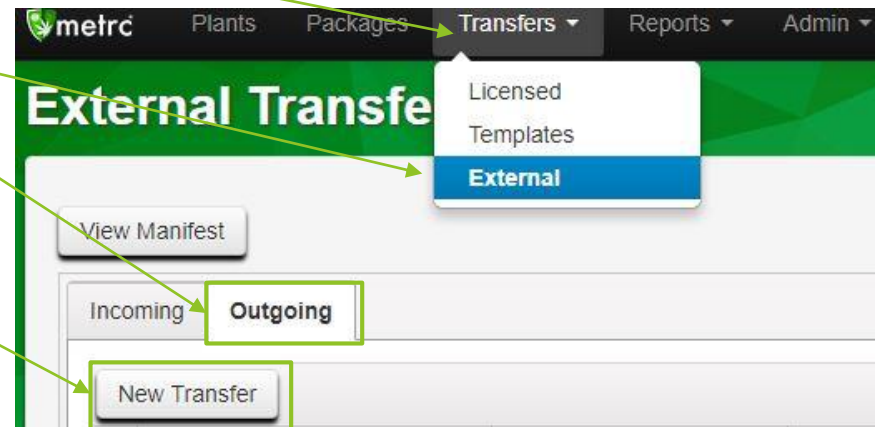 metrc Plants Packages Transfers Reports Admin
External Transfe
Licensed
Templates
External
View Manifest
Incoming Outgoing
New Transfer